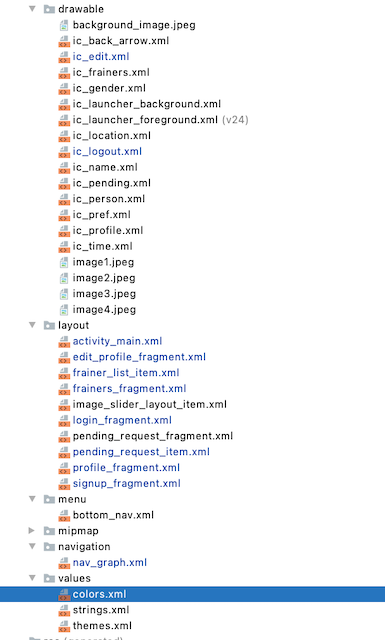 drawable
background_image.jpeg
ic_back_arrow.xml
ic_edit.xml
ic_frainers.xml
ic_gender.xml
ic_launcher_background.xml
ic_launcher_foreground.xml (v24)
ic_location.xml
ic_logout.xml
ic_name.xml
ic_pending.xml
ic_person.xml
ic_pref.xml
ic_profile.xml
ic_time.xml
image1.jpeg
image2.jpeg
image3.jpeg
image4.jpeg
layout
activity_main.xml
edit_profile_fragment.xml
frainer_list_item.xml
frainers_fragment.xml
image_slider_layout_item.xml
login_fragment.xml
pending_request_fragment.xml
pending_request_item.xml
profile_fragment.xml
signup_fragment.xml
menu
bottom_nav.xml
mipmap
navigation
nav_graph.xml
values
colors.xml
strings.xml
themes.xml